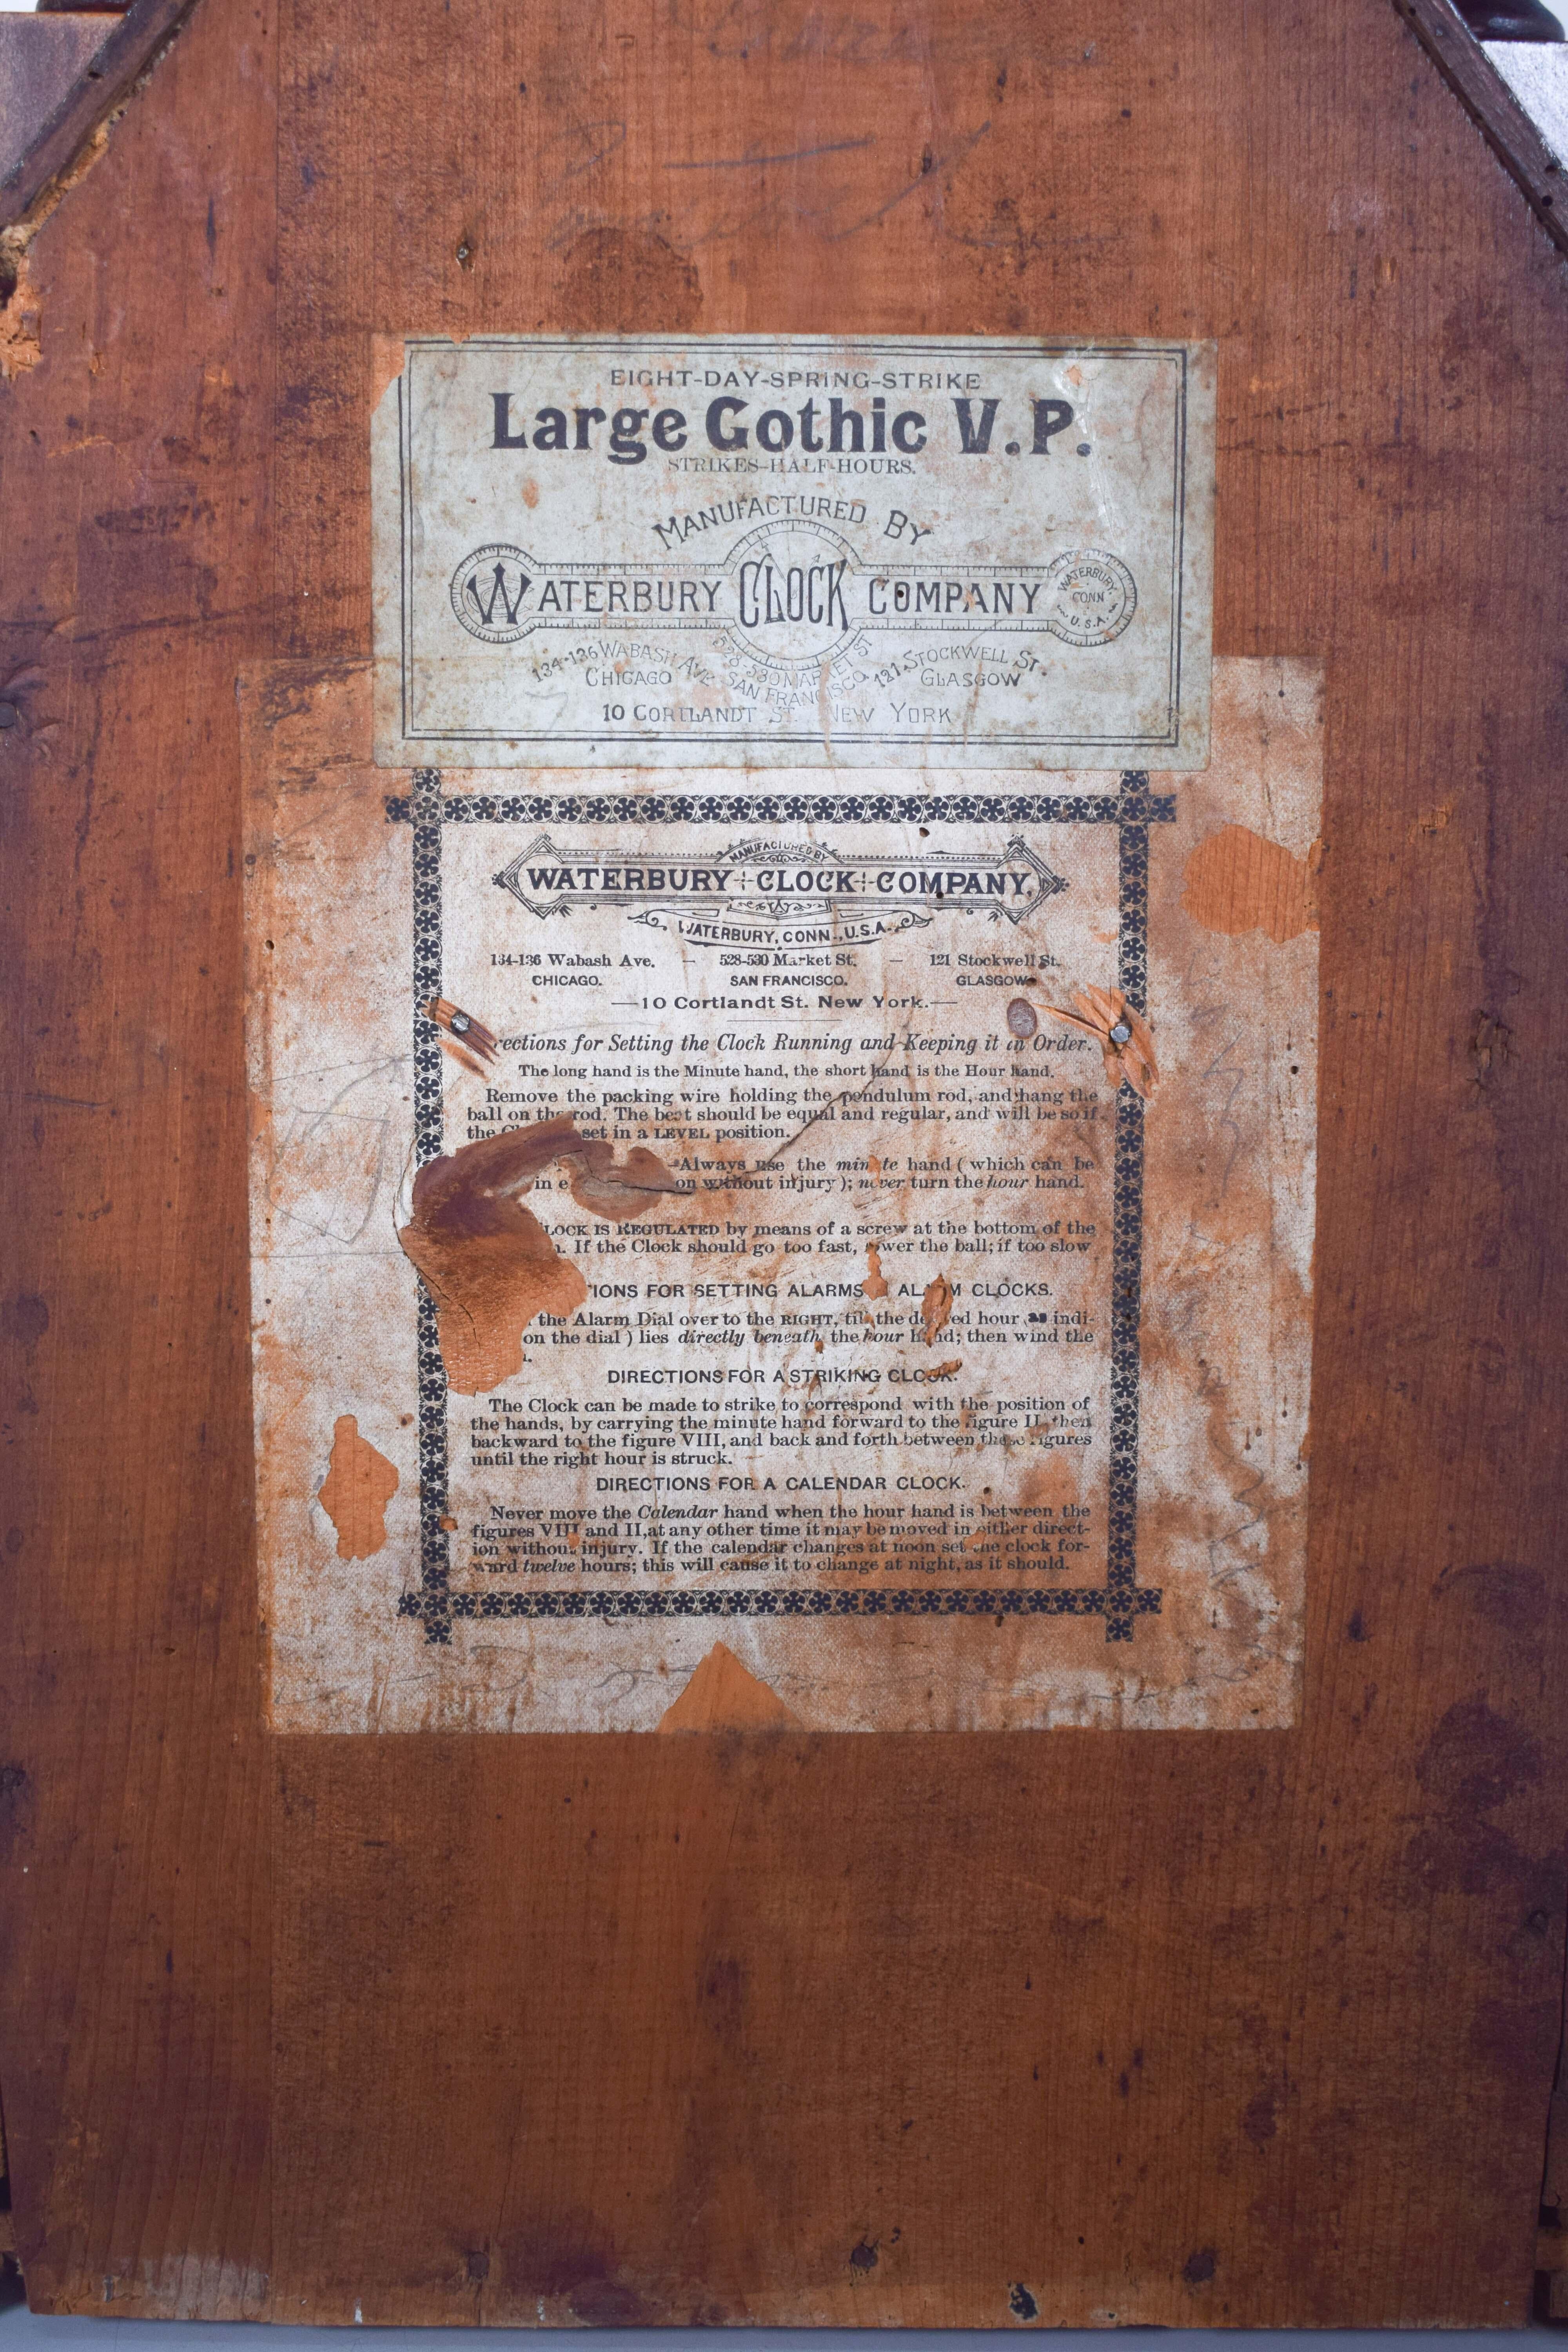 EIGHT-DAY-SPRING-STRIKE
Large Gothic V.P.
STRIKES-HALF-HOURS.
MANUFACTURED BY
WATERBURY CLOCK COMPANY
WATERBURY, CONN U.S.A.
134-136 WABASH AVE CHICAGO
528-530 MARKET ST SAN FRANCISCO
121 STOCKWELL ST. GLASGOW
10 CORTLANDT ST. NEW YORK
MANUFACTURED BY
WATERBURY CLOCK COMPANY.
WATERBURY, CONN., U.S.A.
134-136 Wabash Ave. — 528-530 Market St. — 121 Stockwell St.
CHICAGO. SAN FRANCISCO. GLASGOW
—10 Cortlandt St. New York.—
rections for Setting the Clock Running and Keeping it in Order.
The long hand is the Minute hand, the short hand is the Hour hand.
Remove the packing wire holding the pendulum rod, and hang the
ball on the rod. The beat should be equal and regular, and will be so if
the set in a LEVEL position.
—Always use the minute hand ( which can be
in e on without injury ); never turn the hour hand.
LOCK IS REGULATED by means of a screw at the bottom of the
. If the Clock should go too fast, lower the ball; if too slow
TIONS FOR SETTING ALARMS ALARM CLOCKS.
the Alarm Dial over to the RIGHT, till the desired hour as indi-
on the dial ) lies directly beneath the hour hand; then wind the
DIRECTIONS FOR A STRIKING CLOCK.
The Clock can be made to strike to correspond with the position of
the hands, by carrying the minute hand forward to the figure II, then
backward to the figure VIII, and back and forth between these figures
until the right hour is struck.
DIRECTIONS FOR A CALENDAR CLOCK.
Never move the Calendar hand when the hour hand is between the
figures VIII and II, at any other time it may be moved in either direct-
ion without injury. If the calendar changes at noon set the clock for-
ward twelve hours; this will cause it to change at night, as it should.